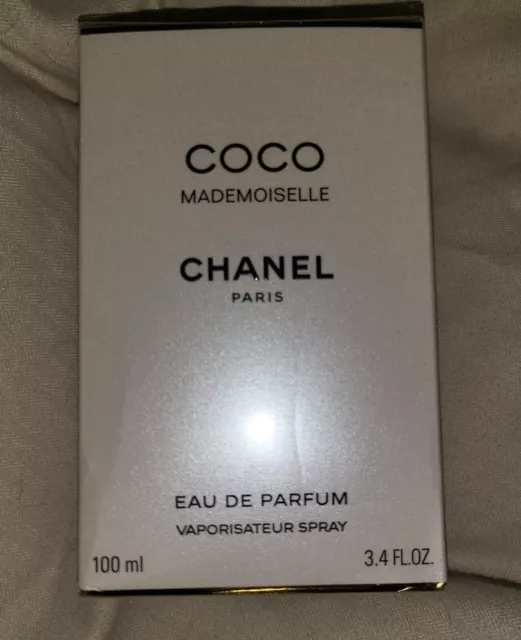 COCO
MADEMOISELLE
CHANEL
PARIS
EAU DE PARFUM
VAPORISATEUR SPRAY
100 ml 3.4 FL.OZ.